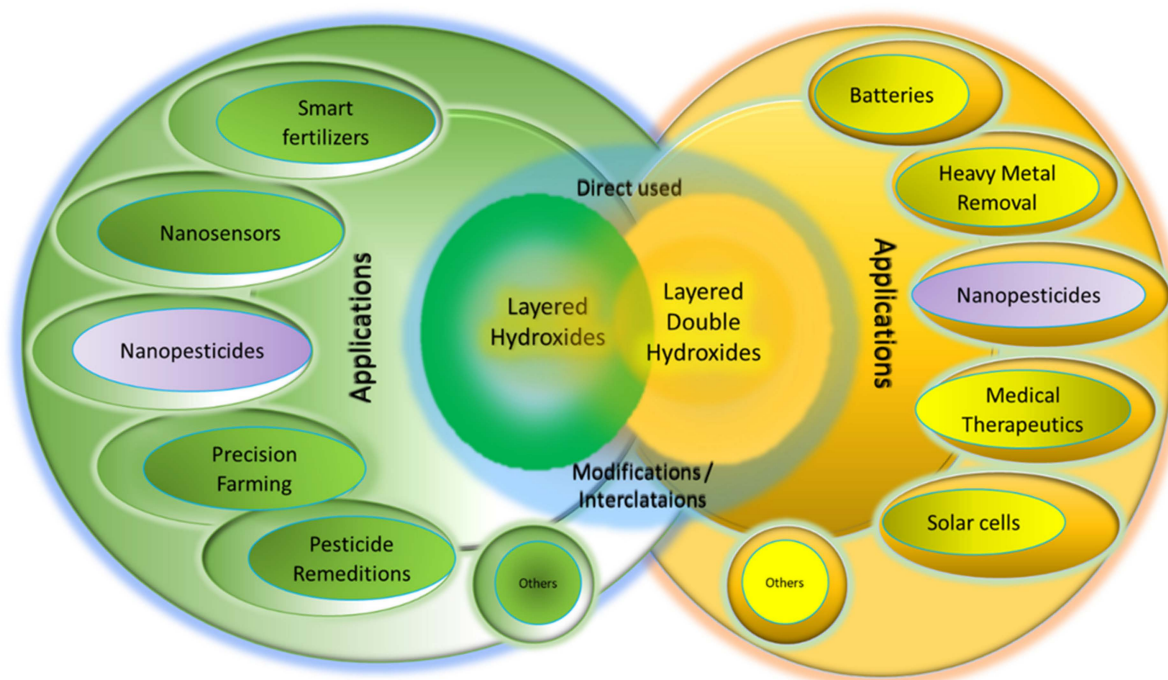 Smart
fertilizers
Nanosensors
Nanopesticides
Precision
Farming
Pesticide
Remeditions
Others
Applications
Direct used
Layered
Hydroxides
Layered
Double
Hydroxides
Modifications /
Interclataions
Applications
Batteries
Heavy Metal
Removal
Nanopesticides
Medical
Therapeutics
Solar cells
Others